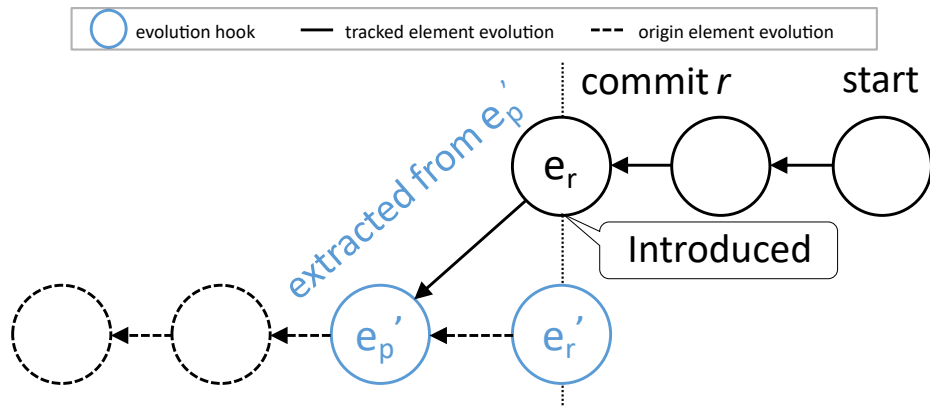 evolution hook tracked element evolution origin element evolution
commit r start
extracted from eₚ'
eᵣ
Introduced
eₚ' eᵣ'